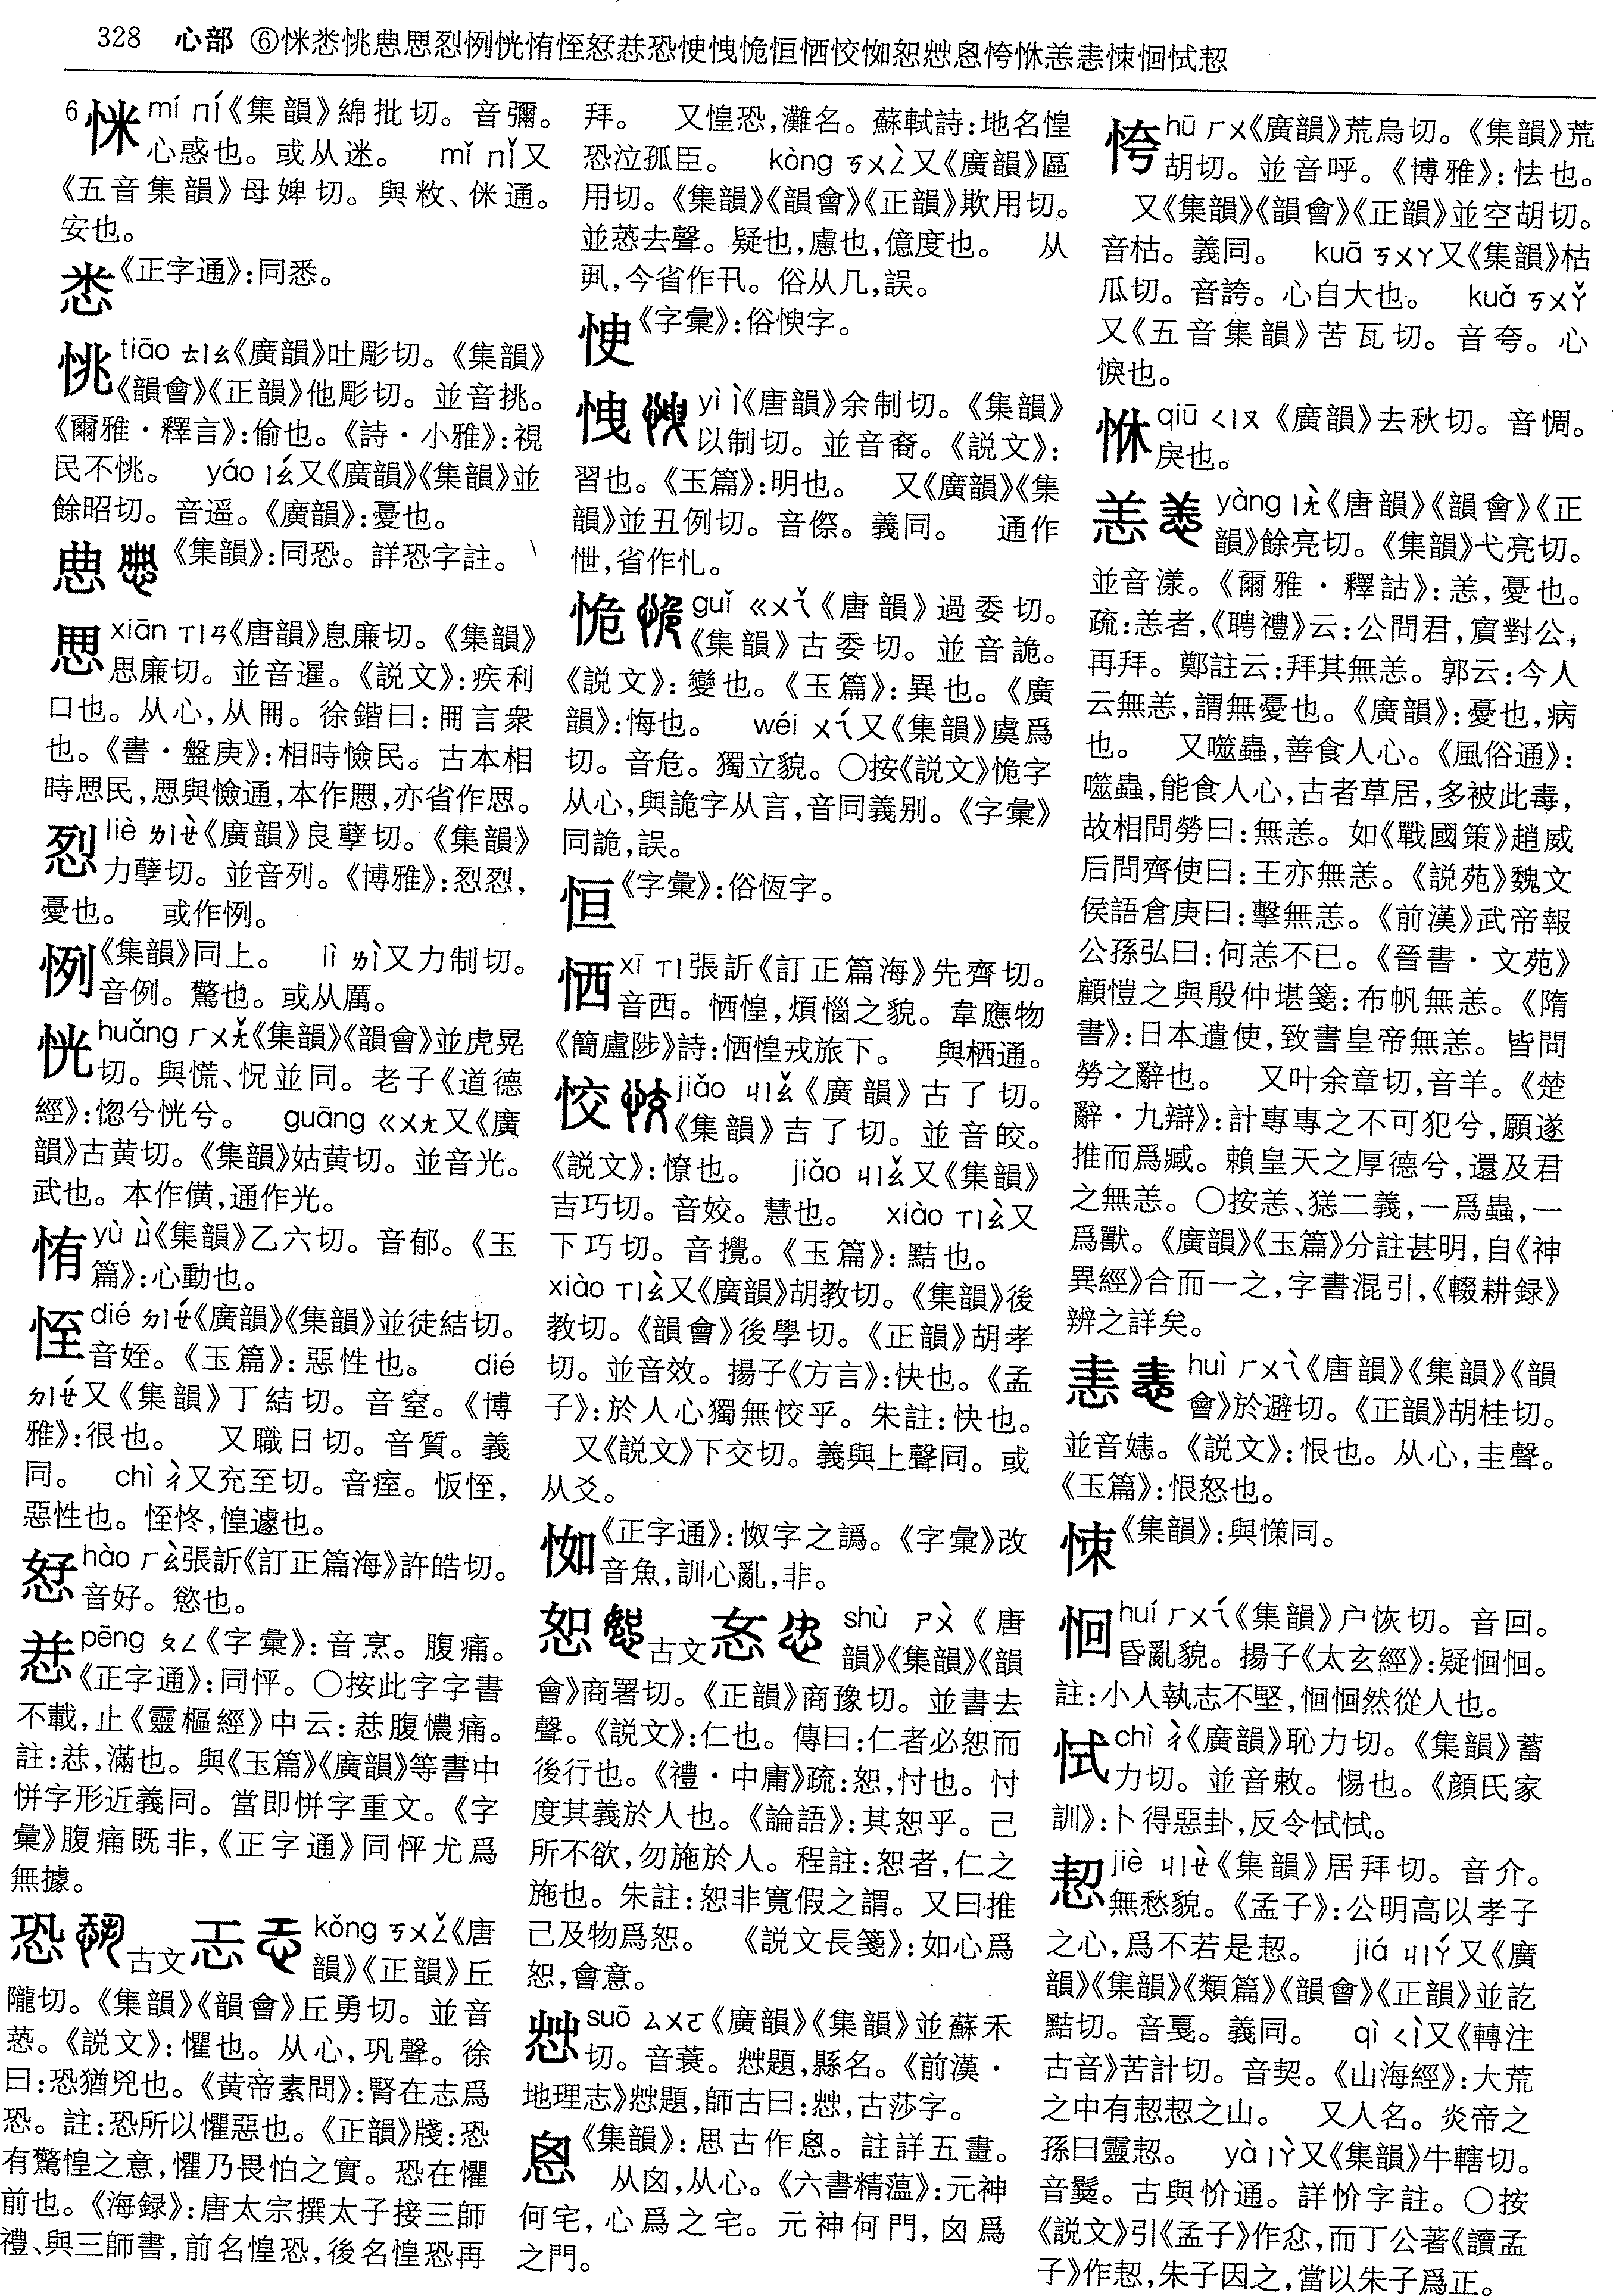 328 心部 ⑥怽恷恌㥏思烈㤠恍恀恎恏恲恐㤦恞恑恒恓恔恏恕惢恖恗恘恙恚悚恛恜恝
6 mí ㄇㄧˊ《集韻》綿批切。音彌。
心惑也。或从迷。 mǐ ㄇㄧˇ又
《五音集韻》母婢切。與敉、侎通。
安也。
《正字通》:同悉。
恌 tiāo ㄊㄧㄠ《廣韻》吐彫切。《集韻》
《韻會》《正韻》他彫切。並音挑。
《爾雅·釋言》:偷也。《詩·小雅》:視
民不恌。 yáo ㄧㄠˊ又《廣韻》《集韻》並
餘昭切。音遥。《廣韻》:憂也。
《集韻》:同恐。詳恐字註。
xiān ㄒㄧㄢ《唐韻》息廉切。《集韻》
思廉切。並音暹。《説文》:疾利
口也。从心,从冊。徐鍇曰:冊言衆
也。《書·盤庚》:相時憸民。古本相
時思民,思與憸通,本作悤,亦省作思。
liè ㄌㄧㄝˋ《廣韻》良孽切。《集韻》
力孽切。並音列。《博雅》:㤠㤠,
憂也。 或作㤠。
㤠《集韻》同上。 lì ㄌㄧˋ又力制切。
音例。驚也。或从厲。
恍 huǎng ㄏㄨㄤˇ《集韻》《韻會》並虎晃
切。與慌、怳並同。老子《道德
經》:惚兮恍兮。 guāng ㄍㄨㄤ又《廣
韻》古黄切。《集韻》姑黄切。並音光。
武也。本作僙,通作光。
㤢 yù ㄩˋ《集韻》乙六切。音郁。《玉
篇》:心動也。
恎 dié ㄉㄧㄝˊ《廣韻》《集韻》並徒結切。
音姪。《玉篇》:惡性也。 dié
ㄉㄧㄝˊ又《集韻》丁結切。音窒。《博
雅》:很也。 又職日切。音質。義
同。 chì ㄔˋ又充至切。音痓。㤆恎,
惡性也。恎㤏,惶遽也。
恏 hào ㄏㄠˋ張訢《訂正篇海》許皓切。
音好。慾也。
㤣 pēng ㄆㄥ《字彙》:音烹。腹痛。
《正字通》:同怦。○按此字字書
不載,止《靈樞經》中云:㤣腹憹痛。
註:㤣,滿也。與《玉篇》《廣韻》等書中
恲字形近義同。當即恲字重文。《字
彙》腹痛既非,《正字通》同怦尤爲
無據。
恐 古文 㤨 kǒng ㄎㄨㄥˇ《唐
韻》《正韻》丘
隴切。《集韻》《韻會》丘勇切。並音
㤟。《説文》:懼也。从心,巩聲。徐
曰:恐猶兇也。《黄帝素問》:腎在志爲
恐。註:恐所以懼惡也。《正韻》牋:恐
有驚惶之意,懼乃畏怕之實。恐在懼
前也。《海録》:唐太宗撰太子接三師
禮、與三師書,前名惶恐,後名惶恐再
拜。 又惶恐,灘名。蘇軾詩:地名惶
恐泣孤臣。 kòng ㄎㄨㄥˋ又《廣韻》區
用切。《集韻》《韻會》《正韻》欺用切。
並㤟去聲。疑也,慮也,億度也。 从
丮,今省作卂。俗从几,誤。
㤦《字彙》:俗懊字。
㥴 yì ㄧˋ《唐韻》余制切。《集韻》
以制切。並音裔。《説文》:
習也。《玉篇》:明也。 又《廣韻》《集
韻》並丑例切。音傺。義同。 通作
怈,省作㣼。
恑 guǐ ㄍㄨㄟˇ《唐韻》過委切。
《集韻》古委切。並音詭。
《説文》:變也。《玉篇》:異也。《廣
韻》:悔也。 wéi ㄨㄟˊ又《集韻》虞爲
切。音危。獨立貌。○按《説文》恑字
从心,與詭字从言,音同義别。《字彙》
同詭,誤。
恒《字彙》:俗恆字。
恓 xī ㄒㄧ張訢《訂正篇海》先齊切。
音西。恓惶,煩惱之貌。韋應物
《簡盧陟》詩:恓惶戎旅下。 與栖通。
恔 jiǎo ㄐㄧㄠˇ《廣韻》古了切。
《集韻》吉了切。並音皎。
《説文》:憭也。 jiǎo ㄐㄧㄠˇ又《集韻》
吉巧切。音姣。慧也。 xiào ㄒㄧㄠˋ又
下巧切。音攪。《玉篇》:黠也。
xiào ㄒㄧㄠˋ又《廣韻》胡教切。《集韻》後
教切。《韻會》後學切。《正韻》胡孝
切。並音效。揚子《方言》:快也。《孟
子》:於人心獨無恔乎。朱註:快也。
又《説文》下交切。義與上聲同。或
从爻。
㤞《正字通》:㤇字之譌。《字彙》改
音魚,訓心亂,非。
恕 古文 㣽 shù ㄕㄨˋ《唐
韻》《集韻》《韻
會》商署切。《正韻》商豫切。並書去
聲。《説文》:仁也。傳曰:仁者必恕而
後行也。《禮·中庸》疏:恕,忖也。忖
度其義於人也。《論語》:其恕乎。己
所不欲,勿施於人。程註:恕者,仁之
施也。朱註:恕非寬假之謂。又曰推
己及物爲恕。 《説文長箋》:如心爲
恕,會意。
惢 suō ㄙㄨㄛ《廣韻》《集韻》並蘇禾
切。音蓑。㤐題,縣名。《前漢·
地理志》㤐題,師古曰:㤐,古莎字。
恖《集韻》:思古作恖。註詳五畫。
从囟,从心。《六書精薀》:元神
何宅,心爲之宅。元神何門,囟爲
之門。
恗 hū ㄏㄨ《廣韻》荒烏切。《集韻》荒
胡切。並音呼。《博雅》:怯也。
又《集韻》《韻會》《正韻》並空胡切。
音枯。義同。 kuā ㄎㄨㄚ又《集韻》枯
瓜切。音誇。心自大也。 kuǎ ㄎㄨㄚˇ
又《五音集韻》苦瓦切。音夸。心
悷也。
恘 qiū ㄑㄧㄡ《廣韻》去秋切。音惆。
戾也。
恙 yàng ㄧㄤˋ《唐韻》《韻會》《正
韻》餘亮切。《集韻》弋亮切。
並音漾。《爾雅·釋詁》:恙,憂也。
疏:恙者,《聘禮》云:公問君,賓對公,
再拜。鄭註云:拜其無恙。郭云:今人
云無恙,謂無憂也。《廣韻》:憂也,病
也。 又噬蟲,善食人心。《風俗通》:
噬蟲,能食人心,古者草居,多被此毒,
故相問勞曰:無恙。如《戰國策》趙威
后問齊使曰:王亦無恙。《説苑》魏文
侯語倉庚曰:擊無恙。《前漢》武帝報
公孫弘曰:何恙不已。《晉書·文苑》
顧愷之與殷仲堪箋:布帆無恙。《隋
書》:日本遣使,致書皇帝無恙。皆問
勞之辭也。 又叶余章切,音羊。《楚
辭·九辯》:計專專之不可犯兮,願遂
推而爲臧。賴皇天之厚德兮,還及君
之無恙。○按恙、㺊二義,一爲蟲,一
爲獸。《廣韻》《玉篇》分註甚明,自《神
異經》合而一之,字書混引,《輟耕録》
辨之詳矣。
恚 huì ㄏㄨㄟˋ《唐韻》《集韻》《韻
會》於避切。《正韻》胡桂切。
並音㜇。《説文》:恨也。从心,圭聲。
《玉篇》:恨怒也。
㤲《集韻》:與愫同。
恛 huí ㄏㄨㄟˊ《集韻》户恢切。音回。
昏亂貌。揚子《太玄經》:疑恛恛。
註:小人執志不堅,恛恛然從人也。
恜 chì ㄔˋ《廣韻》恥力切。《集韻》蓄
力切。並音敕。惕也。《顔氏家
訓》:卜得惡卦,反令恜恜。
恝 jiè ㄐㄧㄝˋ《集韻》居拜切。音介。
無愁貌。《孟子》:公明高以孝子
之心,爲不若是恝。 jiá ㄐㄧㄚˊ又《廣
韻》《集韻》《類篇》《韻會》《正韻》並訖
黠切。音戛。義同。 qì ㄑㄧˋ又《轉注
古音》苦計切。音契。《山海經》:大荒
之中有恝恝之山。 又人名。炎帝之
孫曰靈恝。 yà ㄧㄚˋ又《集韻》牛轄切。
音鬜。古與忦通。詳忦字註。○按
《説文》引《孟子》作忿,而丁公著《讀孟
子》作恝,朱子因之,當以朱子爲正。